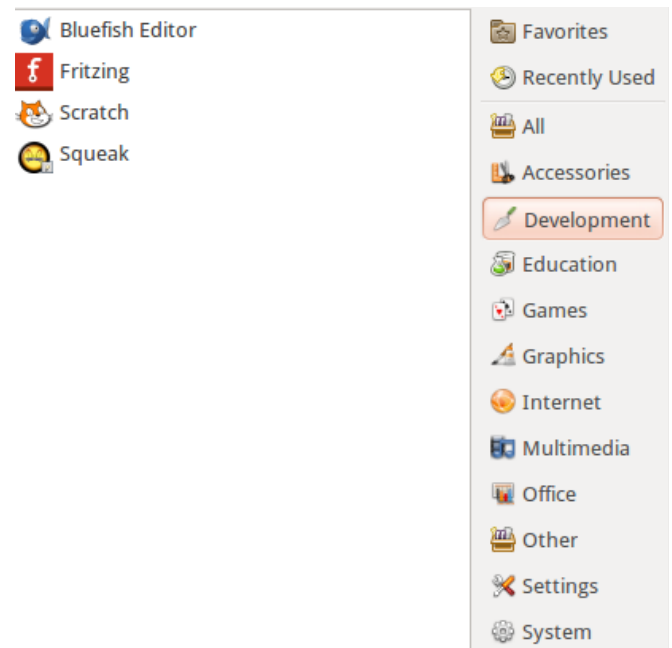 Bluefish Editor
Fritzing
Scratch
Squeak
Favorites
Recently Used
All
Accessories
Development
Education
Games
Graphics
Internet
Multimedia
Office
Other
Settings
System